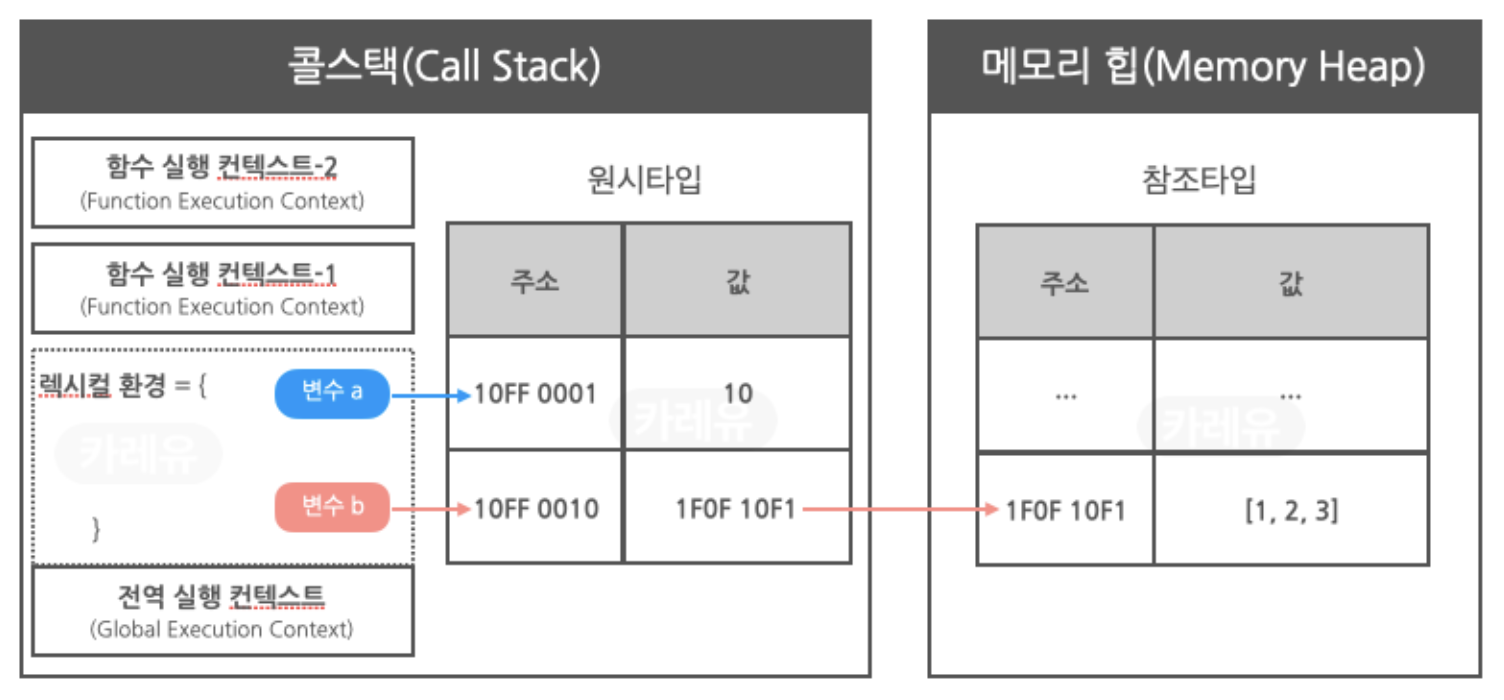 콜스택(Call Stack)
함수 실행 컨텍스트-2
(Function Execution Context)
함수 실행 컨텍스트-1
(Function Execution Context)
렉시컬 환경 = {
변수 a
카레유
변수 b
}
전역 실행 컨텍스트
(Global Execution Context)
원시타입
주소 값
10FF 0001 10
카레유
10FF 0010 1F0F 10F1
메모리 힙(Memory Heap)
참조타입
주소 값
... ...
카레유
1F0F 10F1 [1, 2, 3]